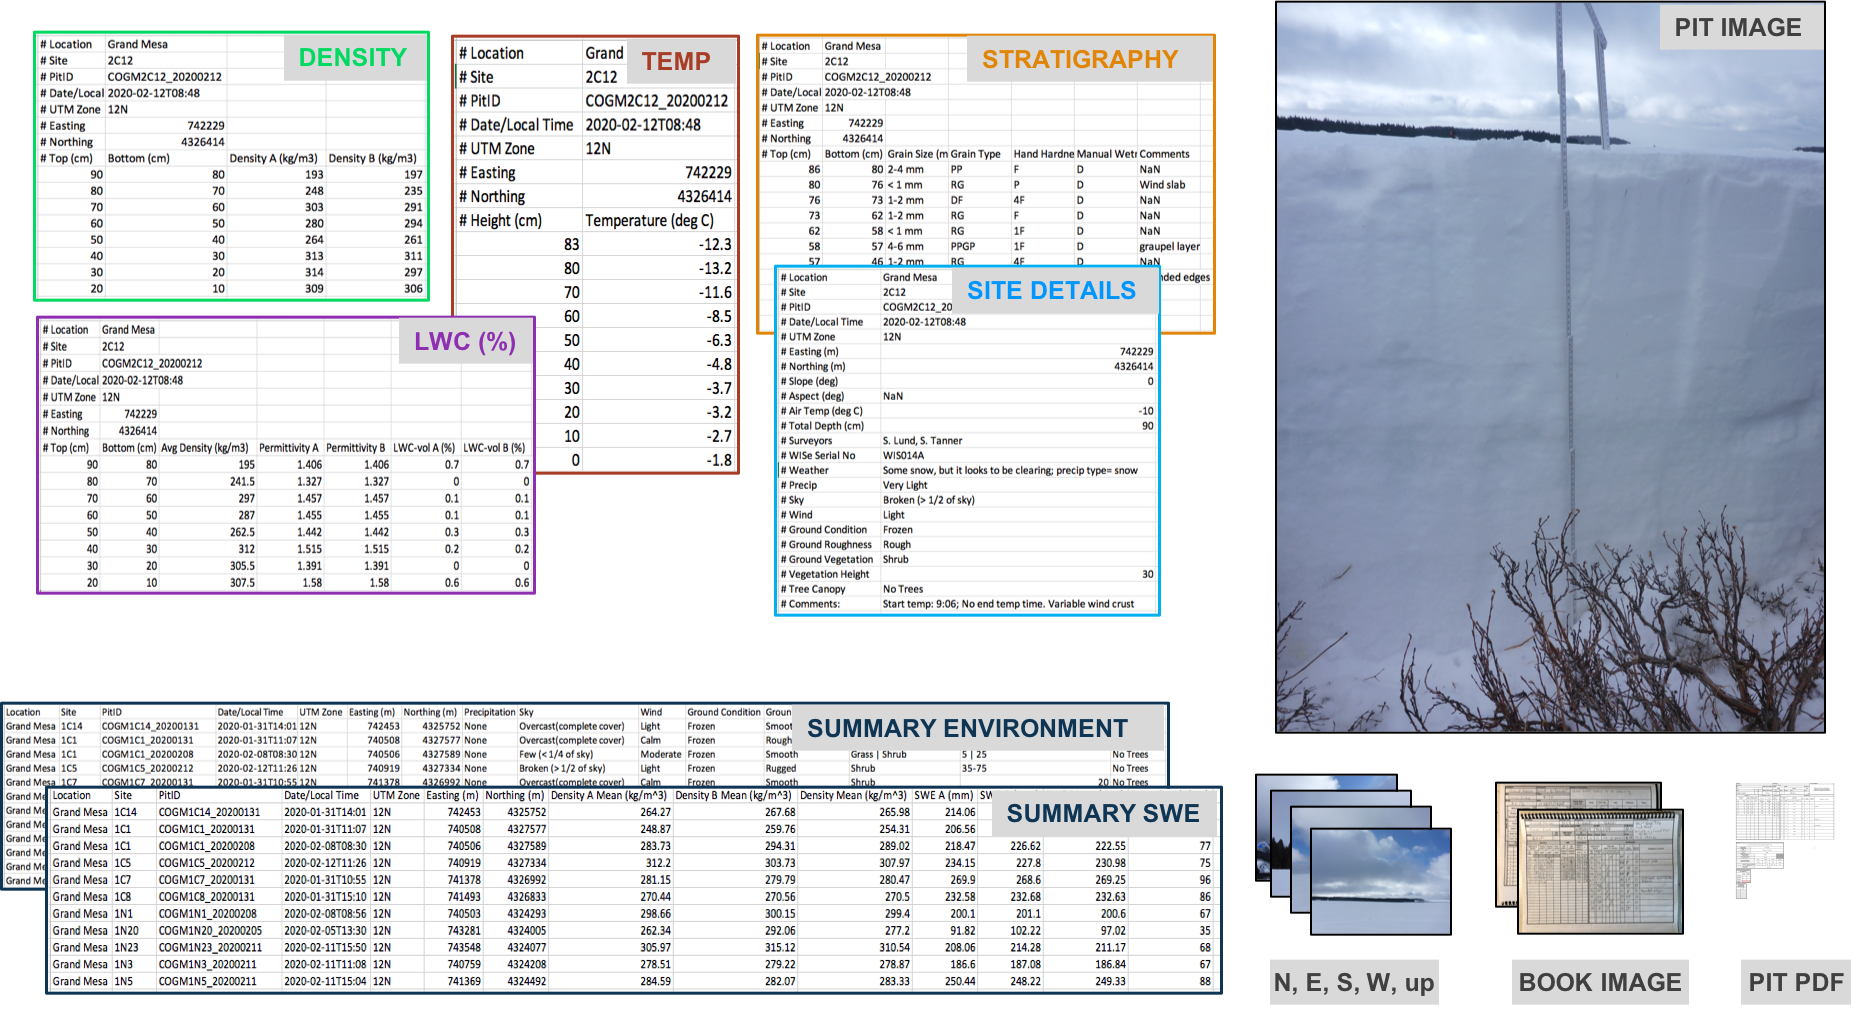 DENSITY
# Location Grand Mesa
# Site 2C12
# PitID COGM2C12_20200212
# Date/Local 2020-02-12T08:48
# UTM Zone 12N
# Easting 742229
# Northing 4326414
# Top (cm) Bottom (cm) Density A (kg/m3) Density B (kg/m3)
90 80 193 197
80 70 248 235
70 60 303 291
60 50 280 294
50 40 264 261
40 30 313 311
30 20 314 297
20 10 309 306
TEMP
# Location Grand
# Site 2C12
# PitID COGM2C12_20200212
# Date/Local Time 2020-02-12T08:48
# UTM Zone 12N
# Easting 742229
# Northing 4326414
# Height (cm) Temperature (deg C)
83 -12.3
80 -13.2
70 -11.6
60 -8.5
50 -6.3
40 -4.8
30 -3.7
20 -3.2
10 -2.7
0 -1.8
STRATIGRAPHY
# Location Grand Mesa
# Site 2C12
# PitID COGM2C12_20200212
# Date/Local 2020-02-12T08:48
# UTM Zone 12N
# Easting 742229
# Northing 4326414
# Top (cm) Bottom (cm) Grain Size (m Grain Type Hand Hardne Manual Wetr Comments
86 80 2-4 mm PP F D NaN
80 76 < 1 mm RG P D Wind slab
76 73 1-2 mm DF 4F D NaN
73 62 1-2 mm RG F D NaN
62 58 < 1 mm RG 1F D NaN
58 57 4-6 mm PPGP 1F D graupel layer
57 46 1-2 mm RG 4F D NaN
nded edges
LWC (%)
# Location Grand Mesa
# Site 2C12
# PitID COGM2C12_20200212
# Date/Local 2020-02-12T08:48
# UTM Zone 12N
# Easting 742229
# Northing 4326414
# Top (cm) Bottom (cm) Avg Density (kg/m3) Permittivity A Permittivity B LWC-vol A (%) LWC-vol B (%)
90 80 195 1.406 1.406 0.7 0.7
80 70 241.5 1.327 1.327 0 0
70 60 297 1.457 1.457 0.1 0.1
60 50 287 1.455 1.455 0.1 0.1
50 40 262.5 1.442 1.442 0.3 0.3
40 30 312 1.515 1.515 0.2 0.2
30 20 305.5 1.391 1.391 0 0
20 10 307.5 1.58 1.58 0.6 0.6
SITE DETAILS
# Location Grand Mesa
# Site 2C12
# PitID COGM2C12_20
# Date/Local Time 2020-02-12T08:48
# UTM Zone 12N
# Easting (m) 742229
# Northing (m) 4326414
# Slope (deg) 0
# Aspect (deg) NaN
# Air Temp (deg C) -10
# Total Depth (cm) 90
# Surveyors S. Lund, S. Tanner
# WISe Serial No WIS014A
# Weather Some snow, but it looks to be clearing; precip type= snow
# Precip Very Light
# Sky Broken (> 1/2 of sky)
# Wind Light
# Ground Condition Frozen
# Ground Roughness Rough
# Ground Vegetation Shrub
# Vegetation Height 30
# Tree Canopy No Trees
# Comments: Start temp: 9:06; No end temp time. Variable wind crust
PIT IMAGE
SUMMARY ENVIRONMENT
Location Site PitID Date/Local Time UTM Zone Easting (m) Northing (m) Precipitation Sky Wind Ground Condition Groun
Grand Mesa 1C14 COGM1C14_20200131 2020-01-31T14:01 12N 742453 4325752 None Overcast(complete cover) Light Frozen Smoot
Grand Mesa 1C1 COGM1C1_20200131 2020-01-31T11:07 12N 740508 4327577 None Overcast(complete cover) Calm Frozen Rough
Grand Mesa 1C1 COGM1C1_20200208 2020-02-08T08:30 12N 740506 4327589 None Few (< 1/4 of sky) Moderate Frozen Smooth Grass | Shrub 5 | 25 No Trees
Grand Mesa 1C5 COGM1C5_20200212 2020-02-12T11:26 12N 740919 4327334 None Broken (> 1/2 of sky) Light Frozen Rugged Shrub 35-75 No Trees
Grand Mesa 1C7 COGM1C7_20200131 2020-01-31T10:55 12N 741378 4326992 None Overcast(complete cover) Calm Frozen Smooth Shrub 20 No Trees
Grand Me
Grand Me
Grand Me
Grand Me
Grand Me
Grand Me
Grand Me
SUMMARY SWE
Location Site PitID Date/Local Time UTM Zone Easting (m) Northing (m) Density A Mean (kg/m^3) Density B Mean (kg/m^3) Density Mean (kg/m^3) SWE A (mm) SW
Grand Mesa 1C14 COGM1C14_20200131 2020-01-31T14:01 12N 742453 4325752 264.27 267.68 265.98 214.06
Grand Mesa 1C1 COGM1C1_20200131 2020-01-31T11:07 12N 740508 4327577 248.87 259.76 254.31 206.56
Grand Mesa 1C1 COGM1C1_20200208 2020-02-08T08:30 12N 740506 4327589 283.73 294.31 289.02 218.47 226.62 222.55 77
Grand Mesa 1C5 COGM1C5_20200212 2020-02-12T11:26 12N 740919 4327334 312.2 303.73 307.97 234.15 227.8 230.98 75
Grand Mesa 1C7 COGM1C7_20200131 2020-01-31T10:55 12N 741378 4326992 281.15 279.79 280.47 269.9 268.6 269.25 96
Grand Mesa 1C8 COGM1C8_20200131 2020-01-31T15:10 12N 741493 4326833 270.44 270.56 270.5 232.58 232.68 232.63 86
Grand Mesa 1N1 COGM1N1_20200208 2020-02-08T08:56 12N 740503 4324293 298.66 300.15 299.4 200.1 201.1 200.6 67
Grand Mesa 1N20 COGM1N20_20200205 2020-02-05T13:30 12N 743281 4324005 262.34 292.06 277.2 91.82 102.22 97.02 35
Grand Mesa 1N23 COGM1N23_20200211 2020-02-11T15:50 12N 743548 4324077 305.97 315.12 310.54 208.06 214.28 211.17 68
Grand Mesa 1N3 COGM1N3_20200211 2020-02-11T11:08 12N 740759 4324208 278.51 279.22 278.87 186.6 187.08 186.84 67
Grand Mesa 1N5 COGM1N5_20200211 2020-02-11T15:04 12N 741369 4324492 284.59 282.07 283.33 250.44 248.22 249.33 88
N, E, S, W, up
BOOK IMAGE
PIT PDF